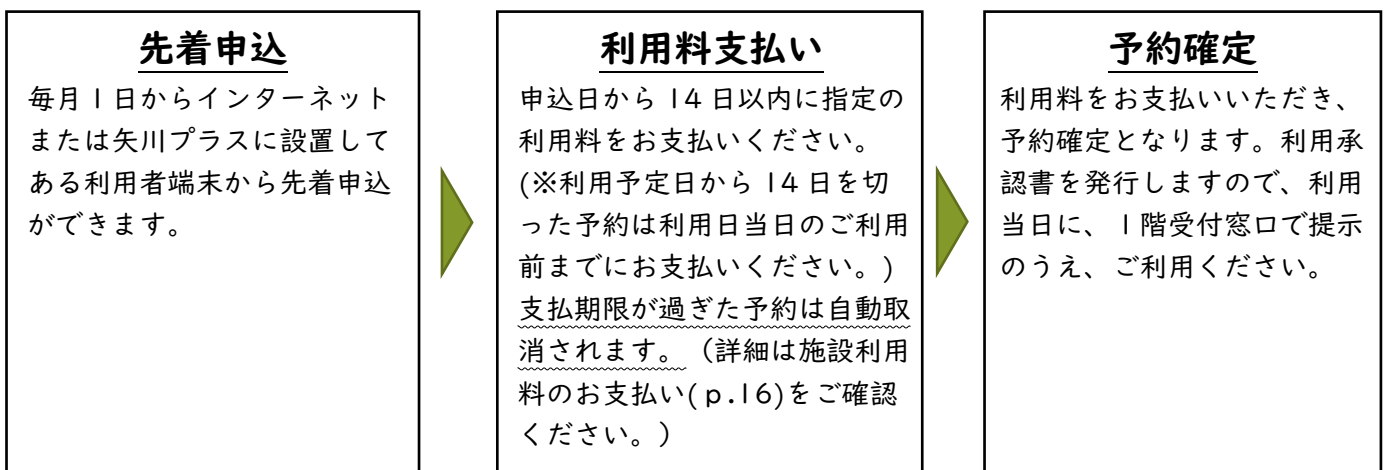 先着申込
毎月1日からインターネット
または矢川プラスに設置して
ある利用者端末から先着申込
ができます。
利用料支払い
申込日から14日以内に指定の
利用料をお支払いください。
(※利用予定日から14日を切
った予約は利用日当日のご利用
前までにお支払いください。)
支払期限が過ぎた予約は自動取
消されます。（詳細は施設利用
料のお支払い(p.16)をご確認
ください。）
予約確定
利用料をお支払いいただき、
予約確定となります。利用承
認書を発行しますので、利用
当日に、1階受付窓口で提示
のうえ、ご利用ください。